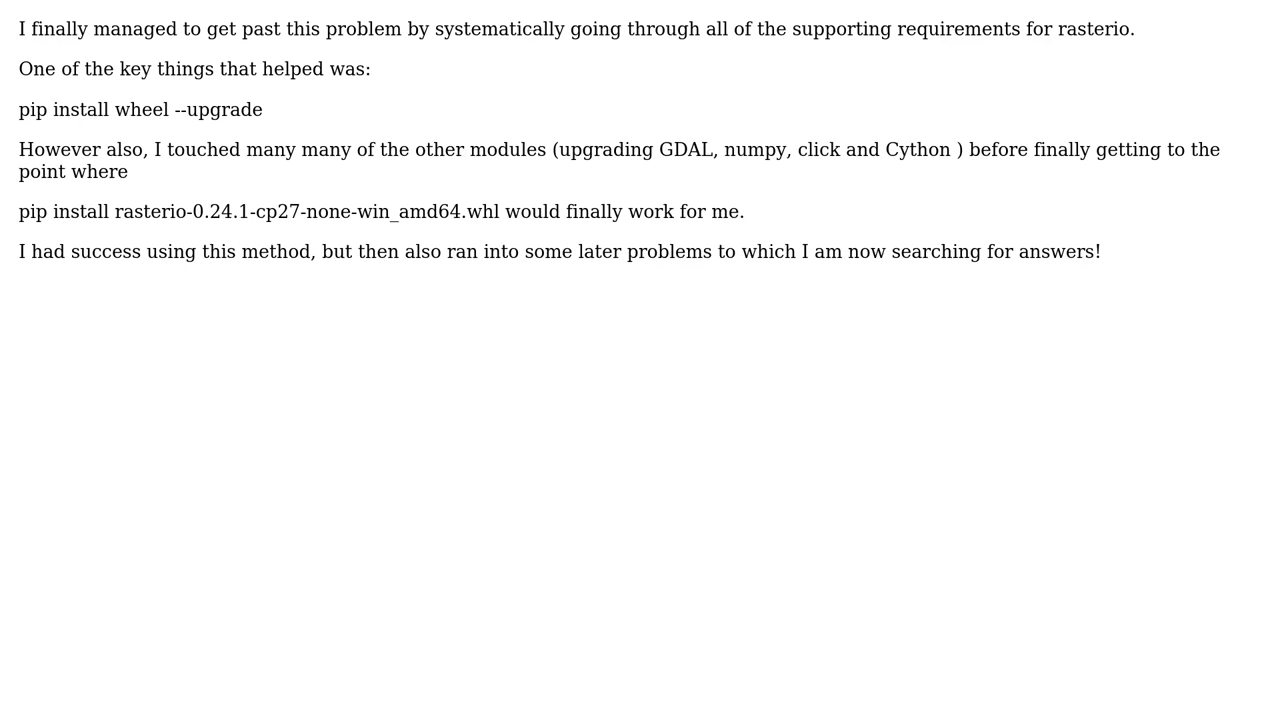 I finally managed to get past this problem by systematically going through all of the supporting requirements for rasterio.
One of the key things that helped was:
pip install wheel --upgrade
However also, I touched many many of the other modules (upgrading GDAL, numpy, click and Cython ) before finally getting to the
point where
pip install rasterio-0.24.1-cp27-none-win_amd64.whl would finally work for me.
I had success using this method, but then also ran into some later problems to which I am now searching for answers!